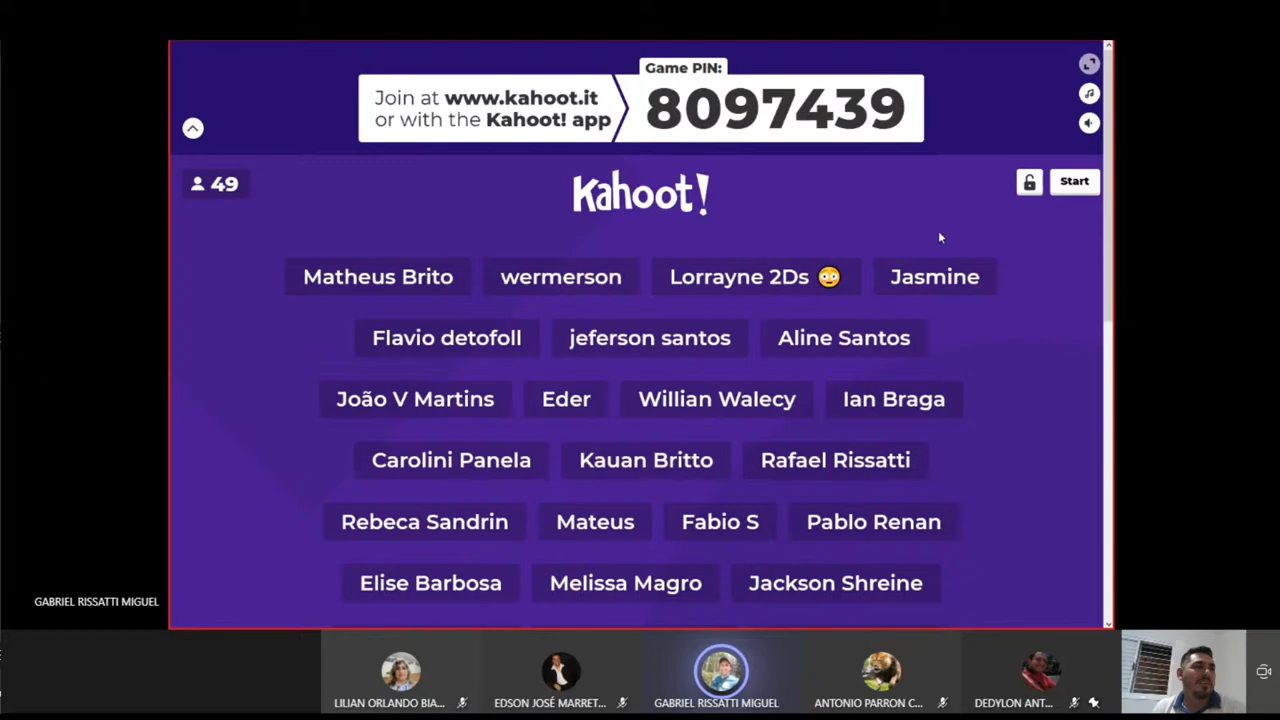 Game PIN:
Join at www.kahoot.it
or with the Kahoot! app
8097439
49
Kahoot!
Start
Matheus Brito wermerson Lorrayne 2Ds 😳 Jasmine
Flavio detofoll jeferson santos Aline Santos
João V Martins Eder Willian Walecy Ian Braga
Carolini Panela Kauan Britto Rafael Rissatti
Rebeca Sandrin Mateus Fabio S Pablo Renan
Elise Barbosa Melissa Magro Jackson Shreine
GABRIEL RISSATTI MIGUEL
LILIAN ORLANDO BIA... EDSON JOSÉ MARRET... GABRIEL RISSATTI MIGUEL ANTONIO PARRON C... DEDYLON ANT...